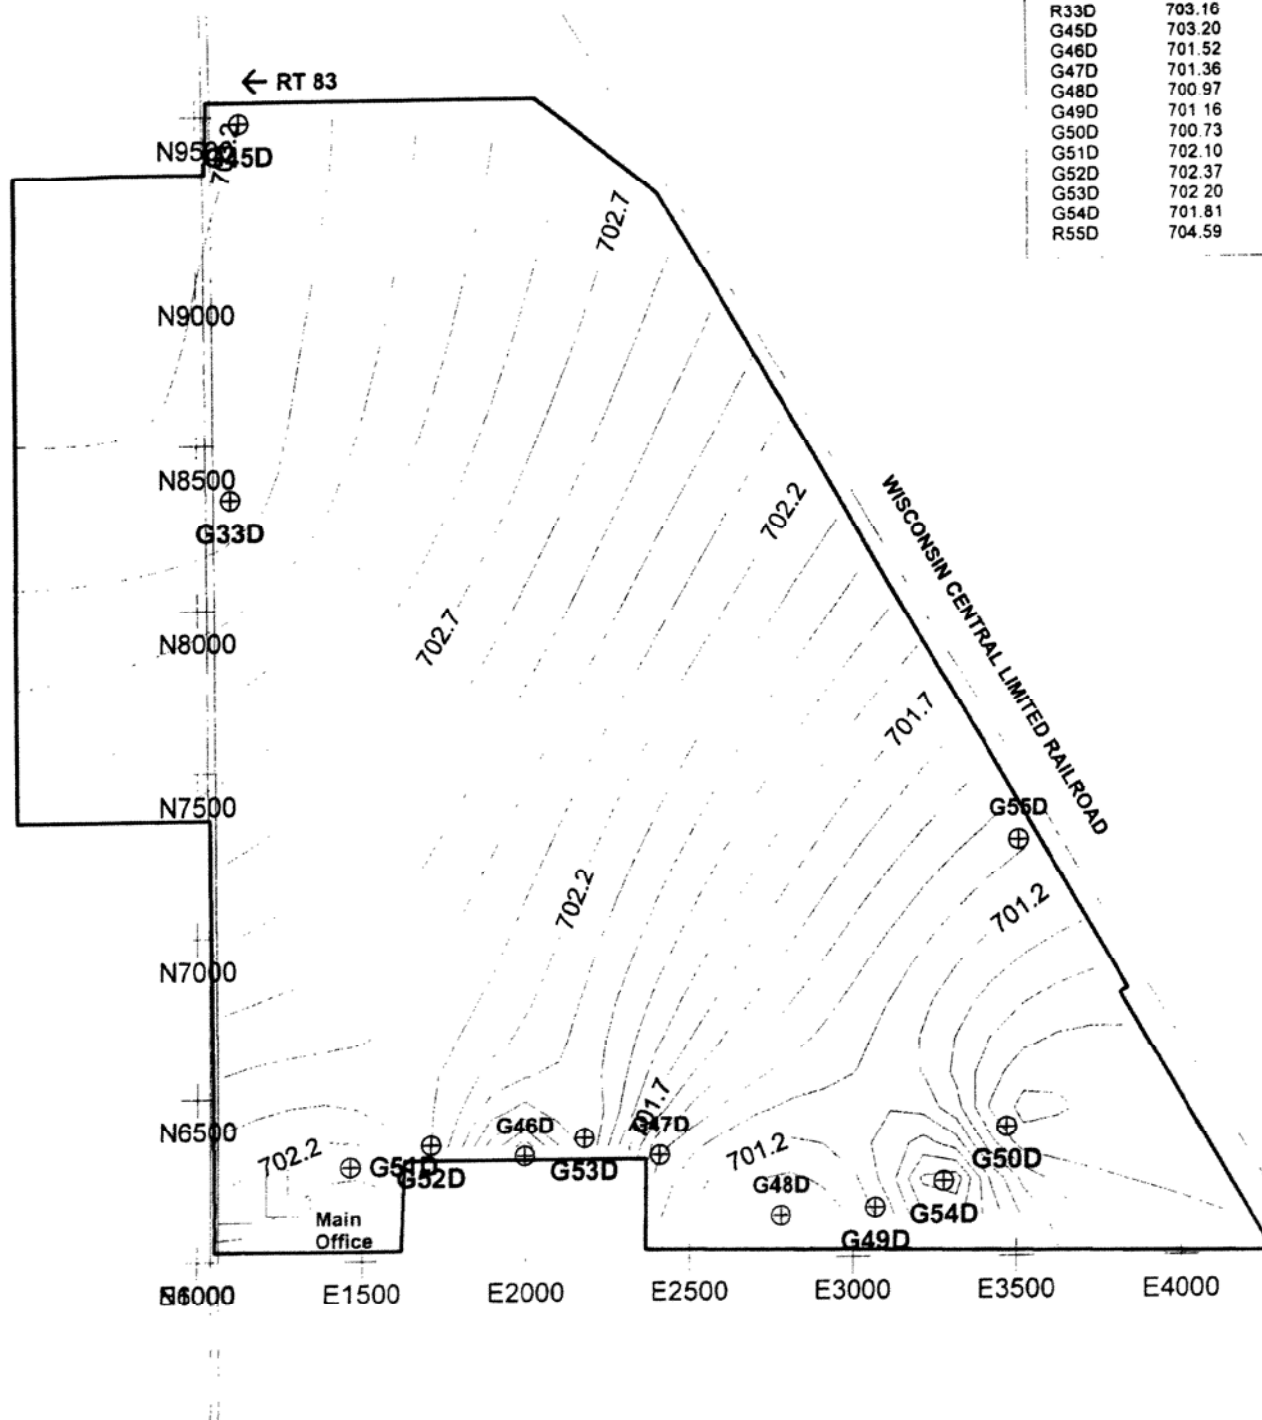 R33D 703.16
G45D 703.20
G46D 701.52
G47D 701.36
G48D 700.97
G49D 701 16
G50D 700.73
G51D 702.10
G52D 702.37
G53D 702 20
G54D 701.81
R55D 704.59
← RT 83
N9500
G45D
702.7
N9000
N8500
G33D
702.2
WISCONSIN CENTRAL LIMITED RAILROAD
N8000
702.7
701.7
N7500
G55D
702.2
701.2
N7000
701.7
N6500
G46D
G47D
702.2
G51D
G52D
G53D
701.2
G50D
G48D
G54D
Main
Office
G49D
E1500
E2000
E2500
E3000
E3500
E4000